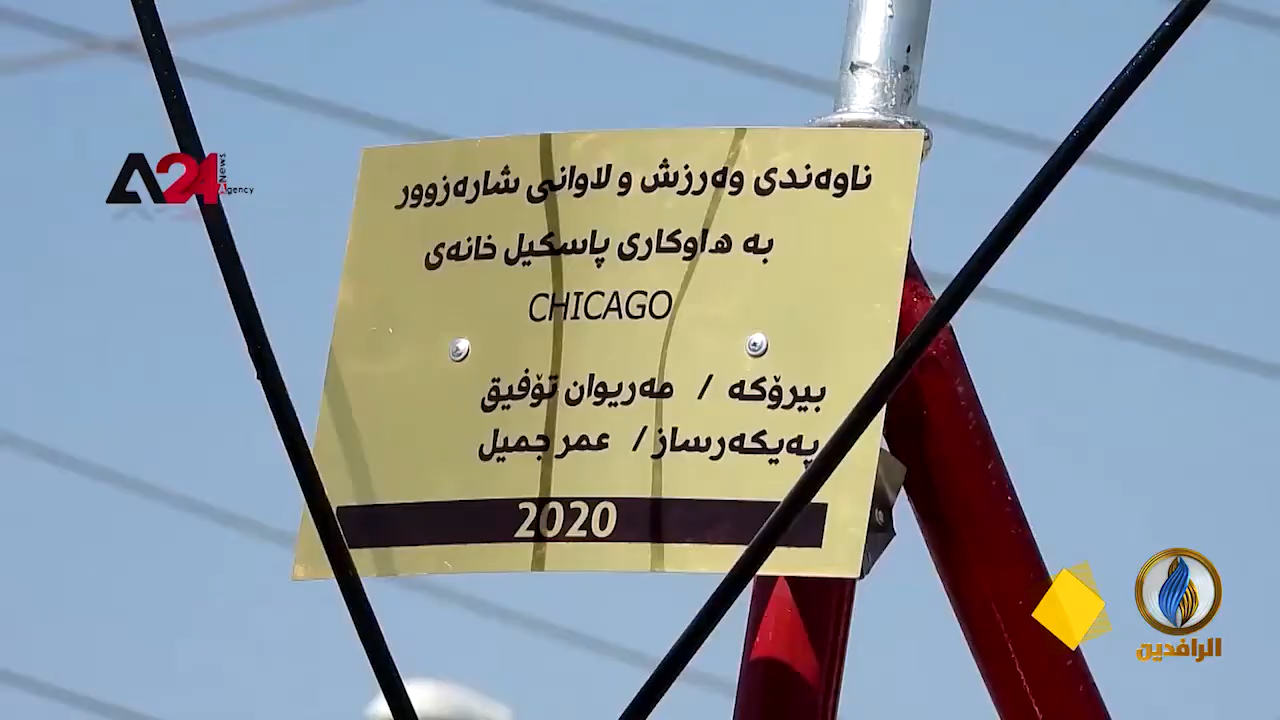 A24 News Agency
ناوەندی وەرزش و لاوانی شارەزوور
بە هاوکاری پاسکیل خانەی
CHICAGO
بیرۆکە / مەریوان تۆفیق
پەیکەرساز / عمر جمیل
2020
الرافدين